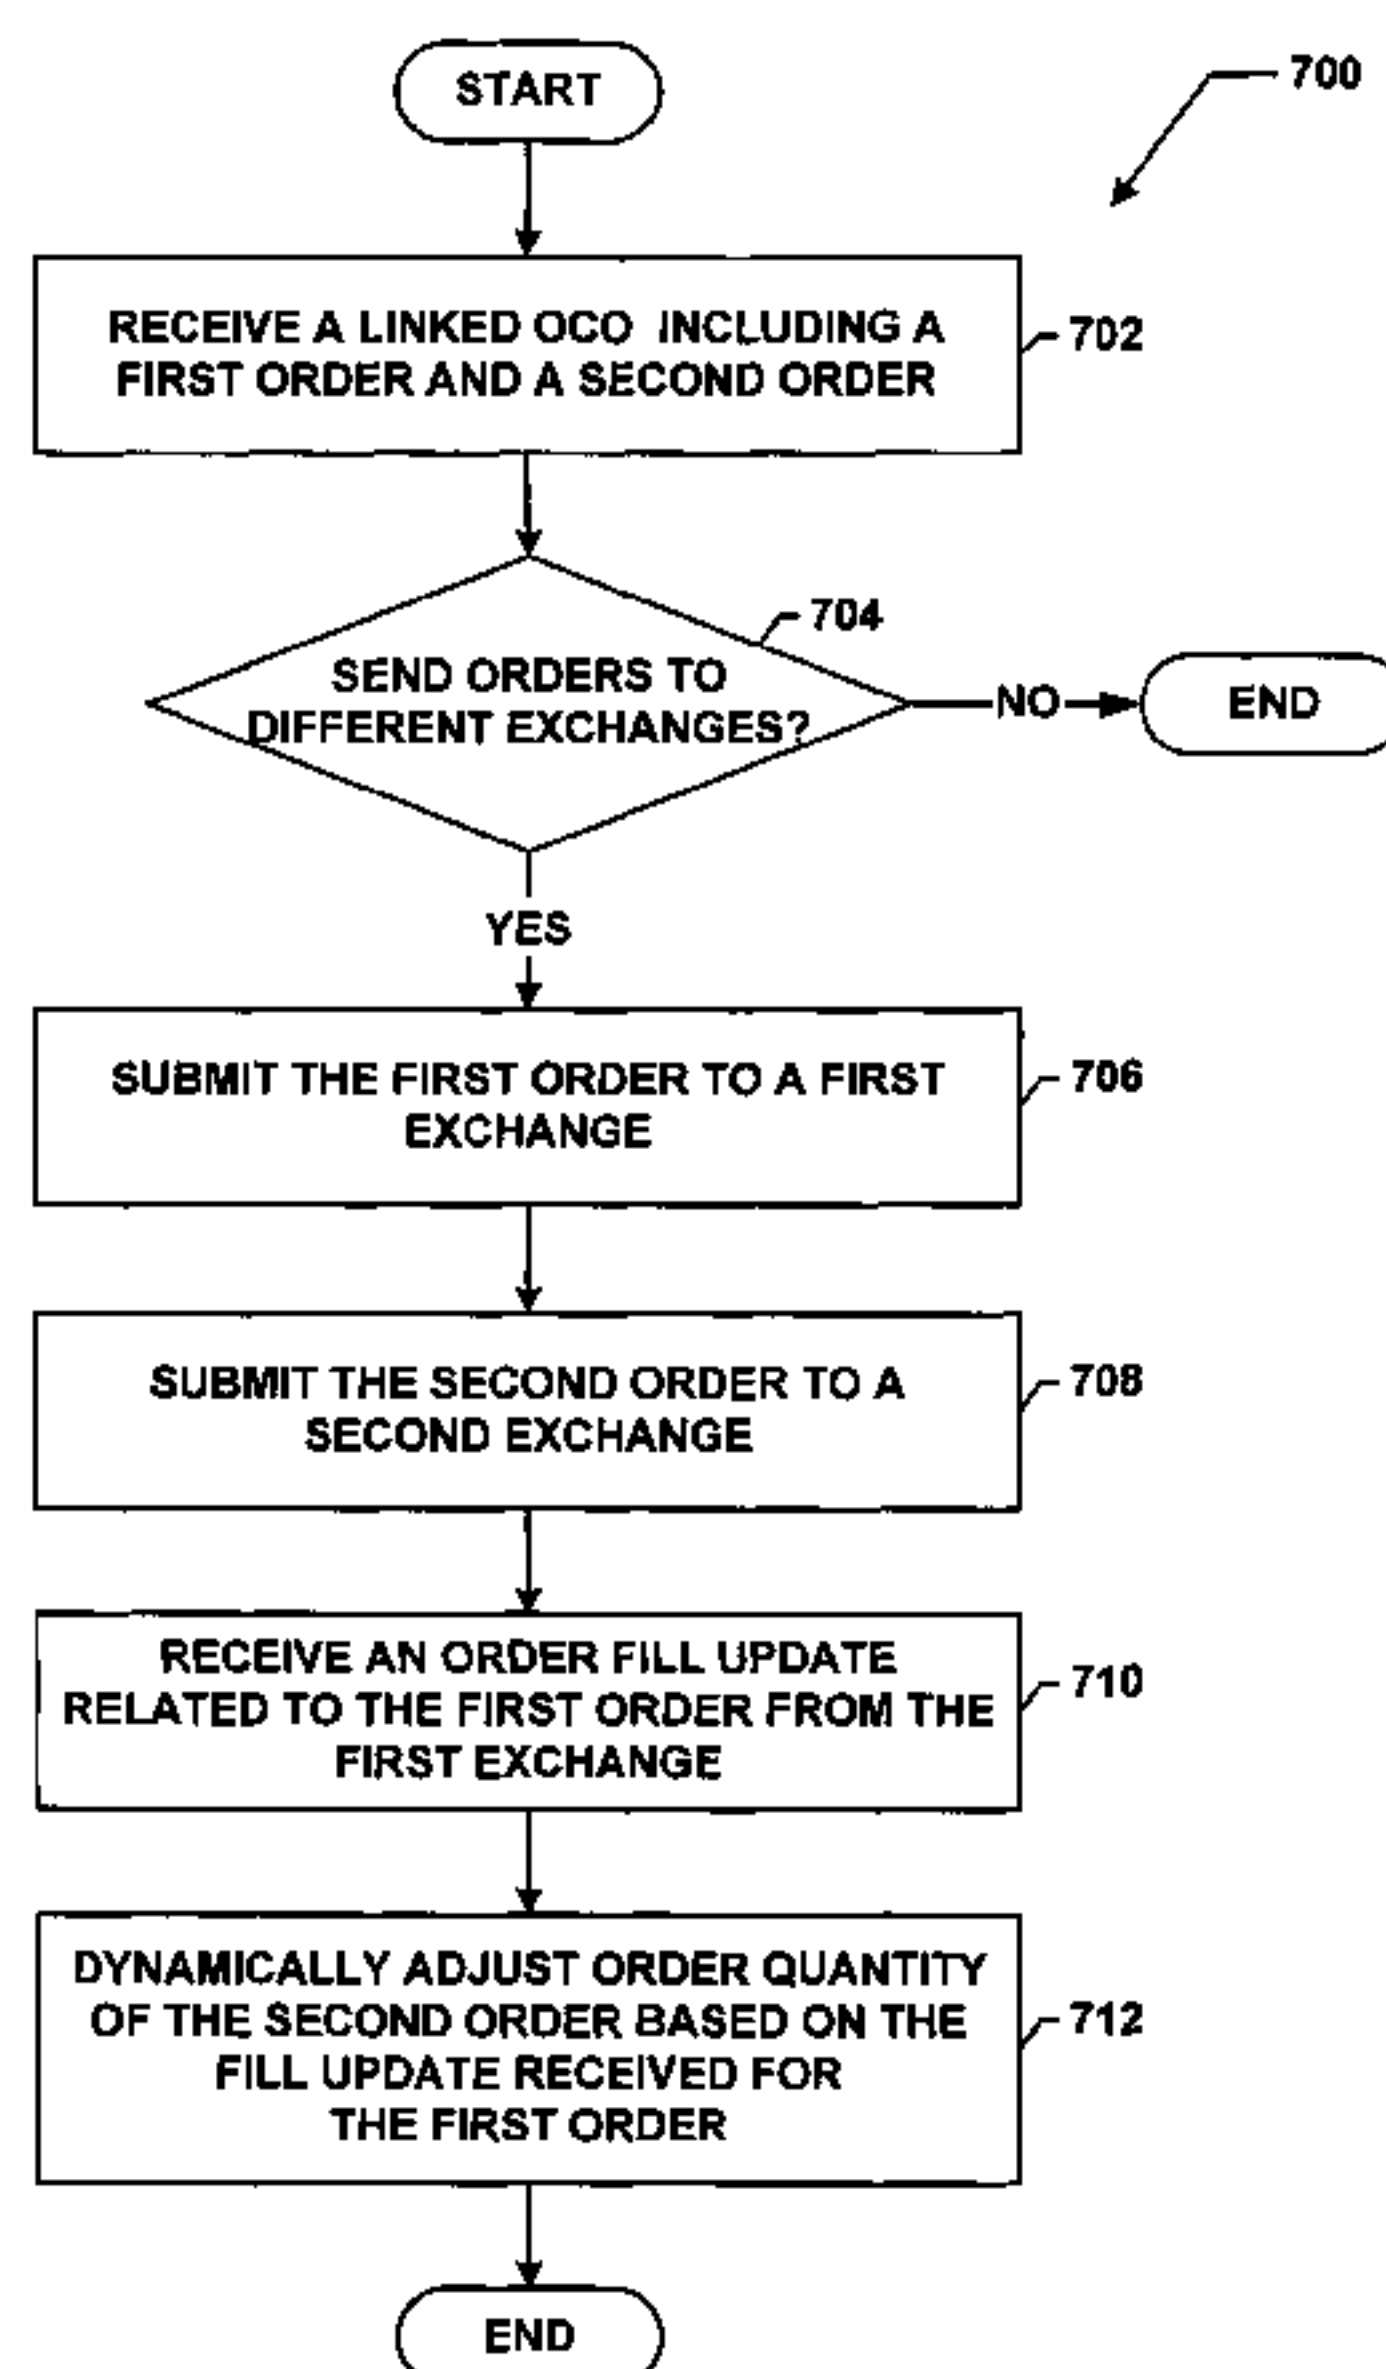 START
700
RECEIVE A LINKED OCO INCLUDING A
FIRST ORDER AND A SECOND ORDER
702
704
SEND ORDERS TO
DIFFERENT EXCHANGES?
NO
END
YES
SUBMIT THE FIRST ORDER TO A FIRST
EXCHANGE
706
SUBMIT THE SECOND ORDER TO A
SECOND EXCHANGE
708
RECEIVE AN ORDER FILL UPDATE
RELATED TO THE FIRST ORDER FROM THE
FIRST EXCHANGE
710
DYNAMICALLY ADJUST ORDER QUANTITY
OF THE SECOND ORDER BASED ON THE
FILL UPDATE RECEIVED FOR
THE FIRST ORDER
712
END